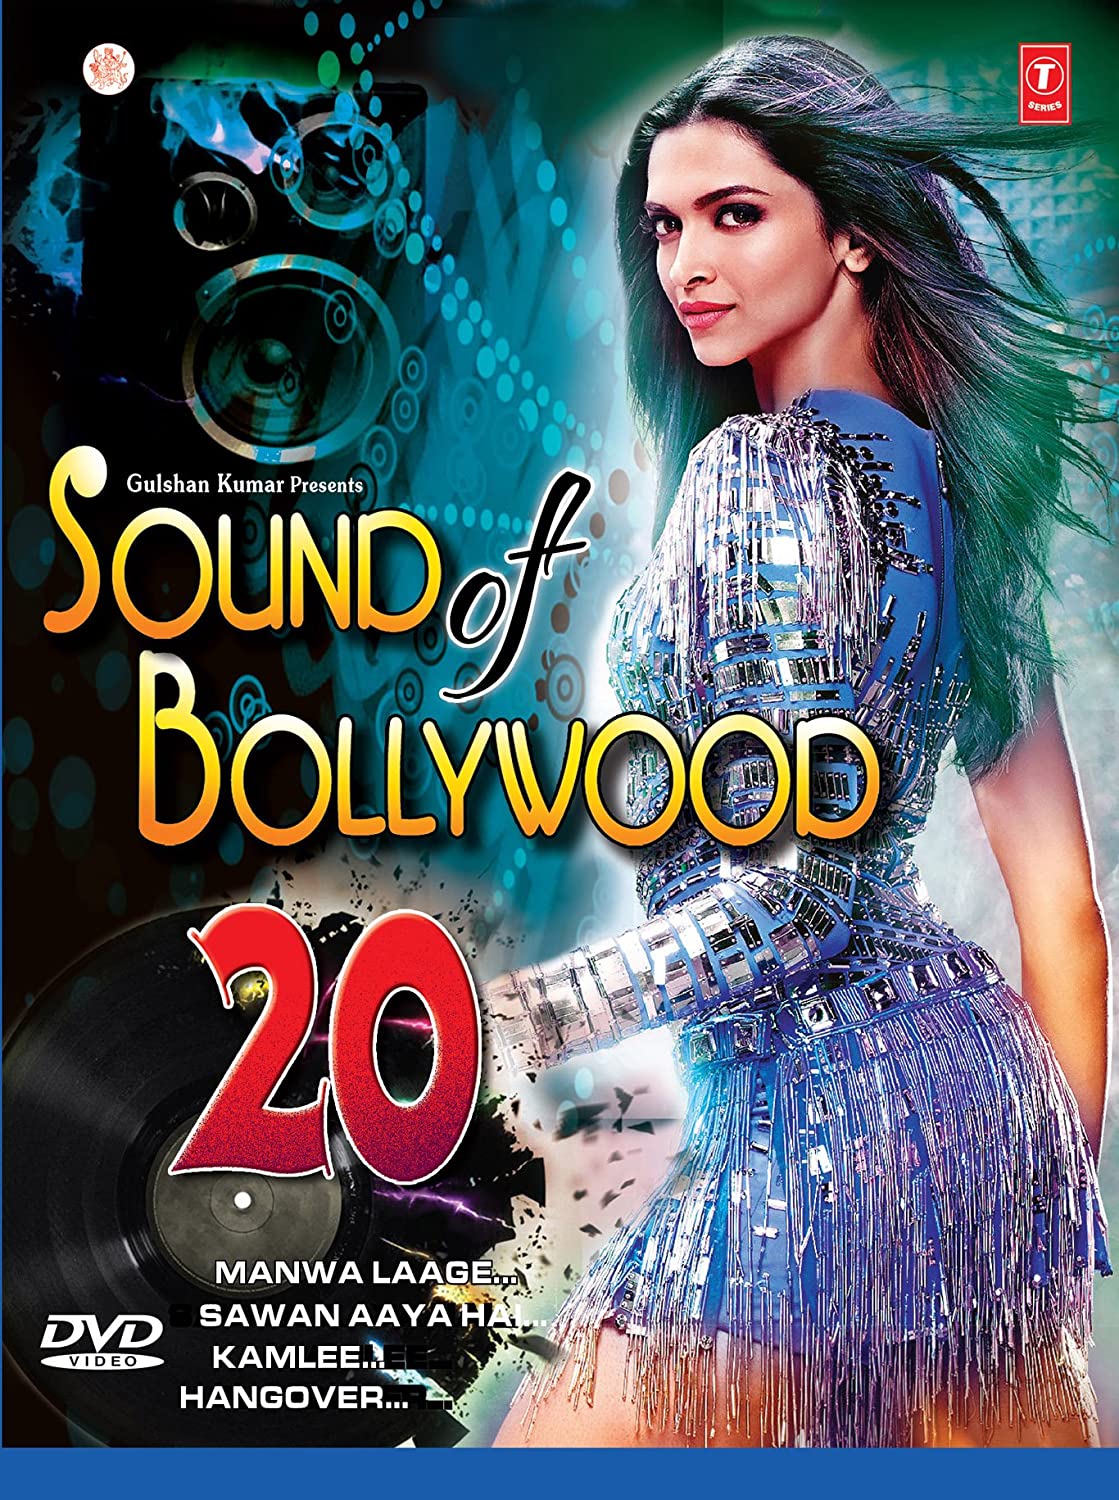 T
SERIES
Gulshan Kumar Presents
SOUND of
BOLLYWOOD
20
MANWA LAAGE...
SAWAN AAYA HAI...
KAMLEE...
HANGOVER...
DVD
VIDEO